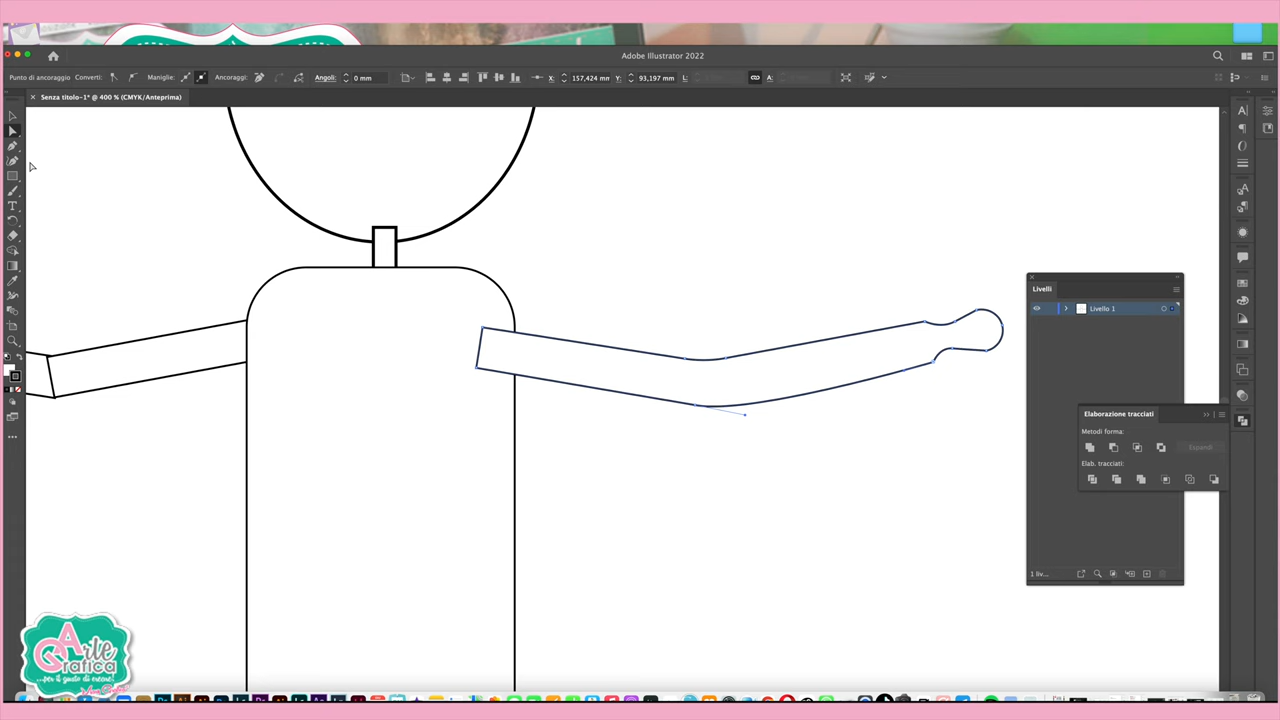 Adobe Illustrator 2022
Punto di ancoraggio Converti: Maniglie: Ancoraggi: Angoli: 0 mm X: 157,424 mm Y: 93,197 mm L: A:
Senza titolo-1* @ 400 % (CMYK/Anteprima)
Livelli
Livello 1
Elaborazione tracciati
Metodi forma:
Espandi
Elab. tracciati:
1 liv...
Arte
Grafica
...per il gusto di creare!